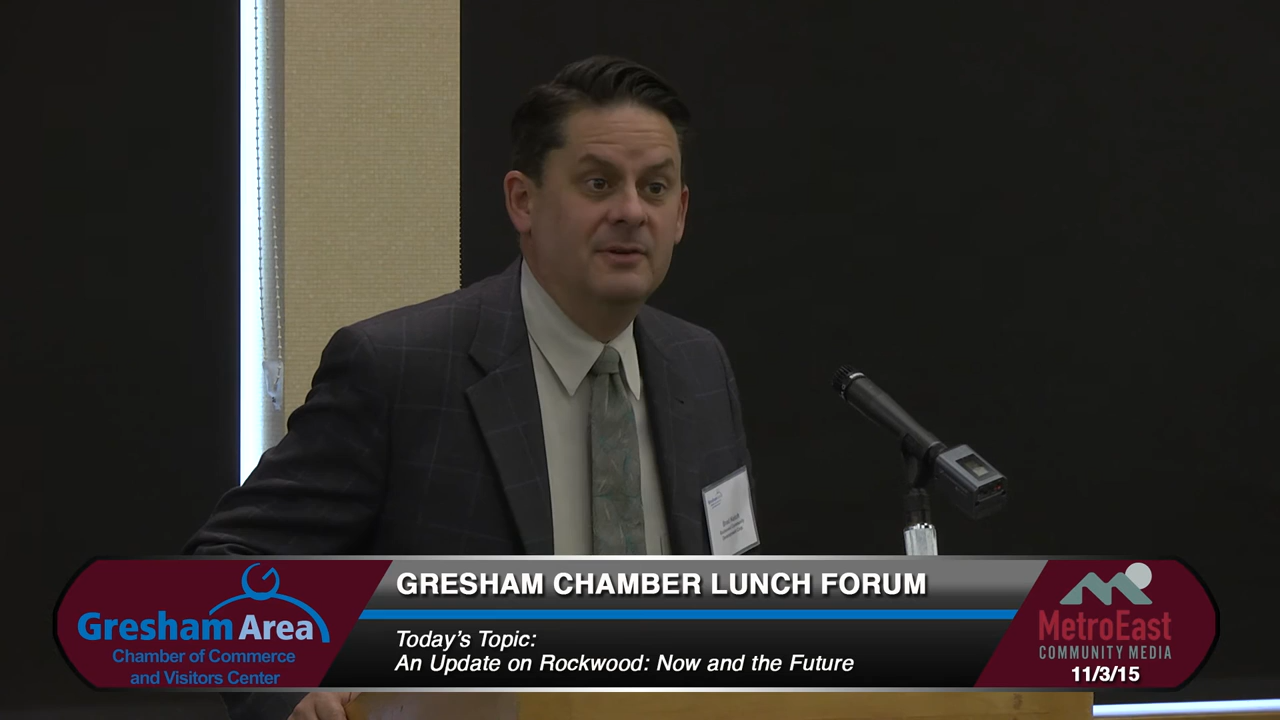 GRESHAM CHAMBER LUNCH FORUM
Today's Topic:
An Update on Rockwood: Now and the Future
Gresham Area
Chamber of Commerce
and Visitors Center
MetroEast
COMMUNITY MEDIA
11/3/15